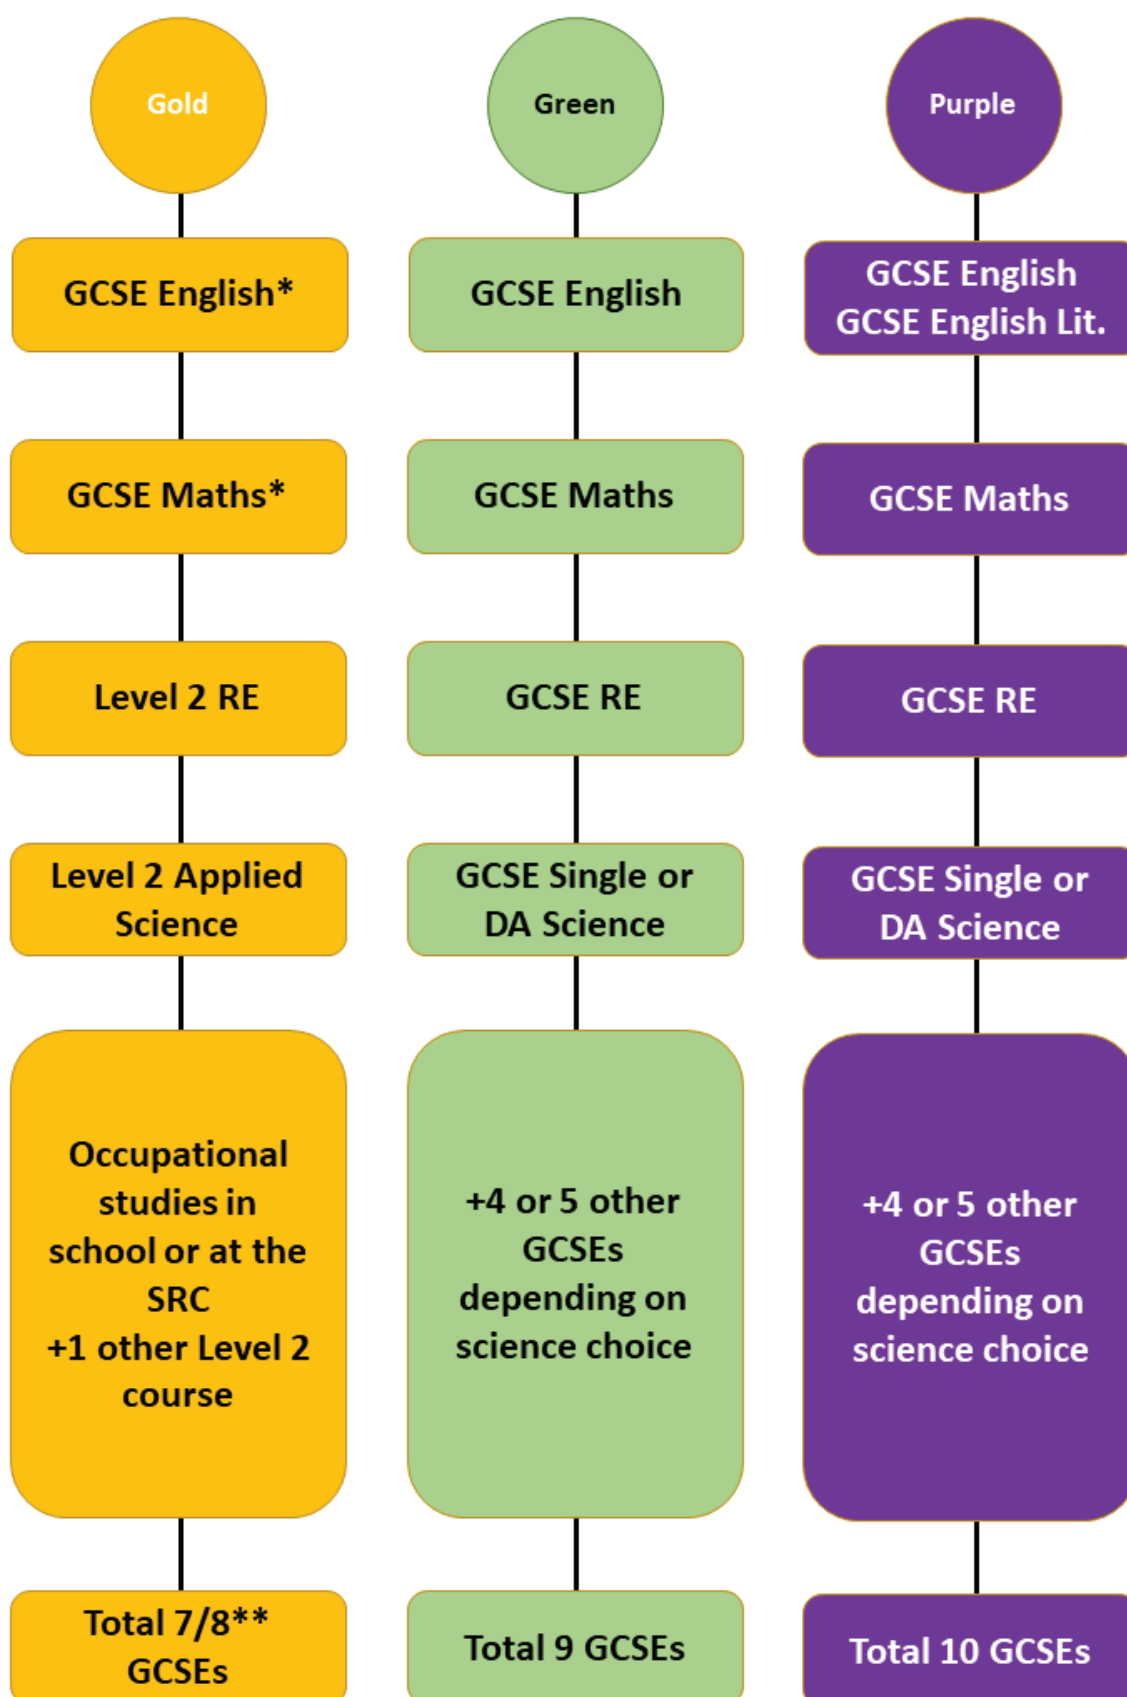 Gold
GCSE English*
GCSE Maths*
Level 2 RE
Level 2 Applied
Science
Occupational
studies in
school or at the
SRC
+1 other Level 2
course
Total 7/8**
GCSEs
Green
GCSE English
GCSE Maths
GCSE RE
GCSE Single or
DA Science
+4 or 5 other
GCSEs
depending on
science choice
Total 9 GCSEs
Purple
GCSE English
GCSE English Lit.
GCSE Maths
GCSE RE
GCSE Single or
DA Science
+4 or 5 other
GCSEs
depending on
science choice
Total 10 GCSEs